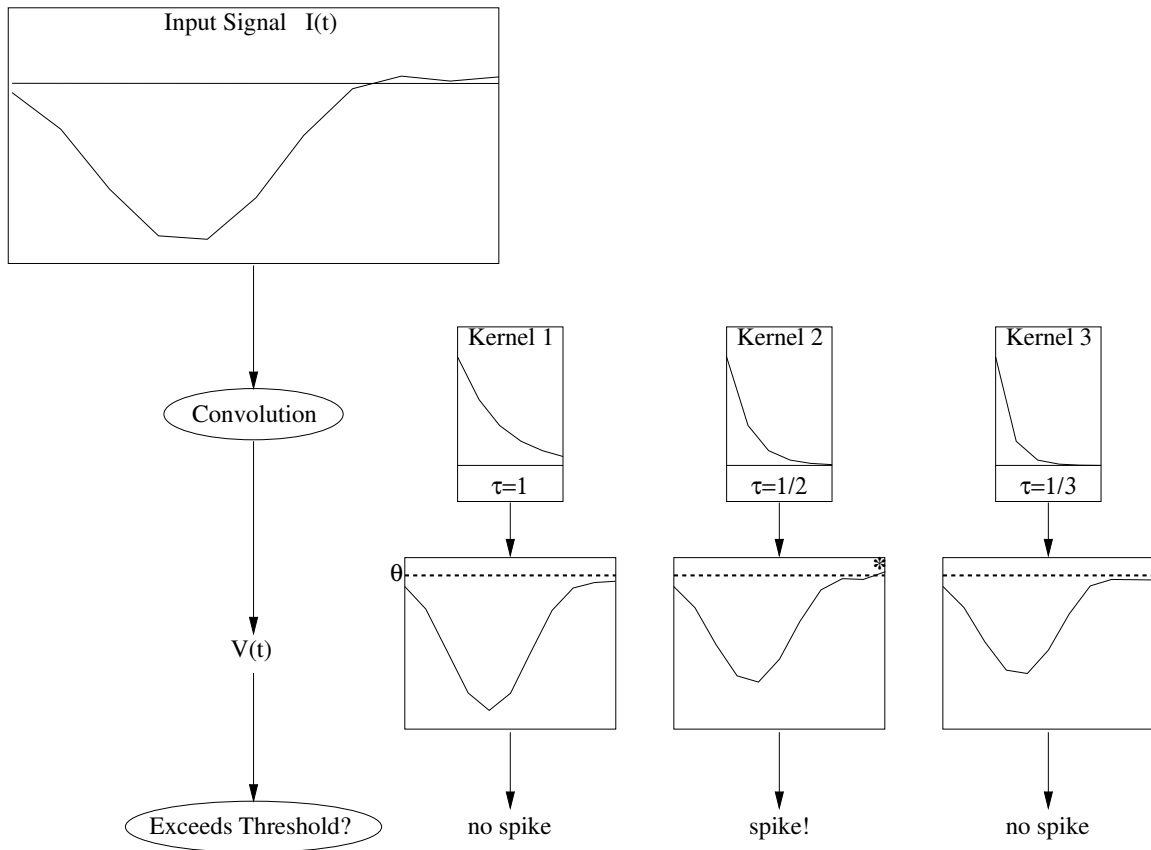 Input Signal I(t)
Kernel 1
Kernel 2
Kernel 3
Convolution
τ=1
τ=1/2
τ=1/3
θ
*
V(t)
Exceeds Threshold?
no spike
spike!
no spike